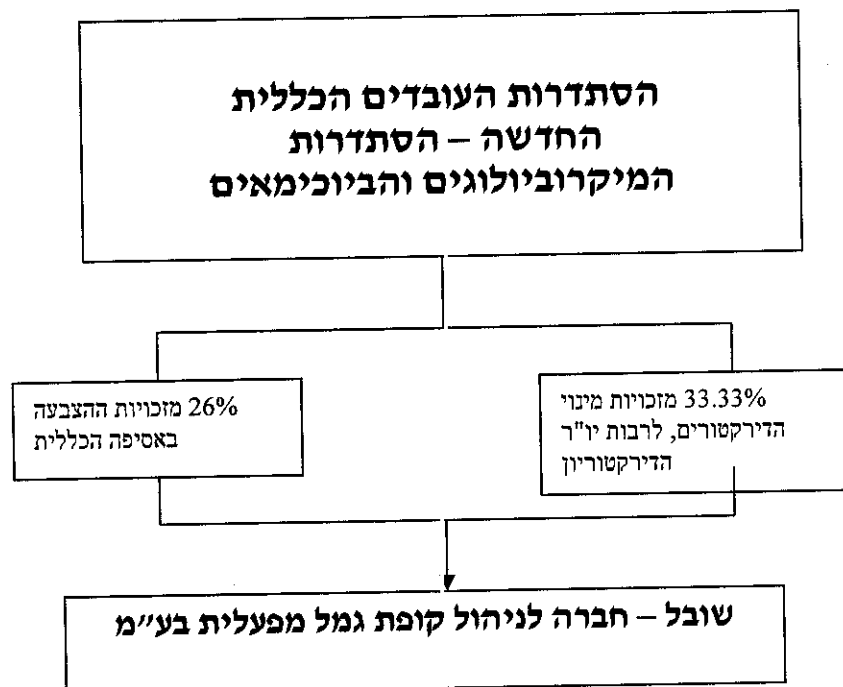 הסתדרות העובדים הכללית
החדשה – הסתדרות
המיקרוביולוגים והביוכימאים
33.33% מזכויות מינוי
הדירקטורים, לרבות יו"ר
הדירקטוריון
26% מזכויות ההצבעה
באסיפה הכללית
שובל – חברה לניהול קופת גמל מפעלית בע"מ